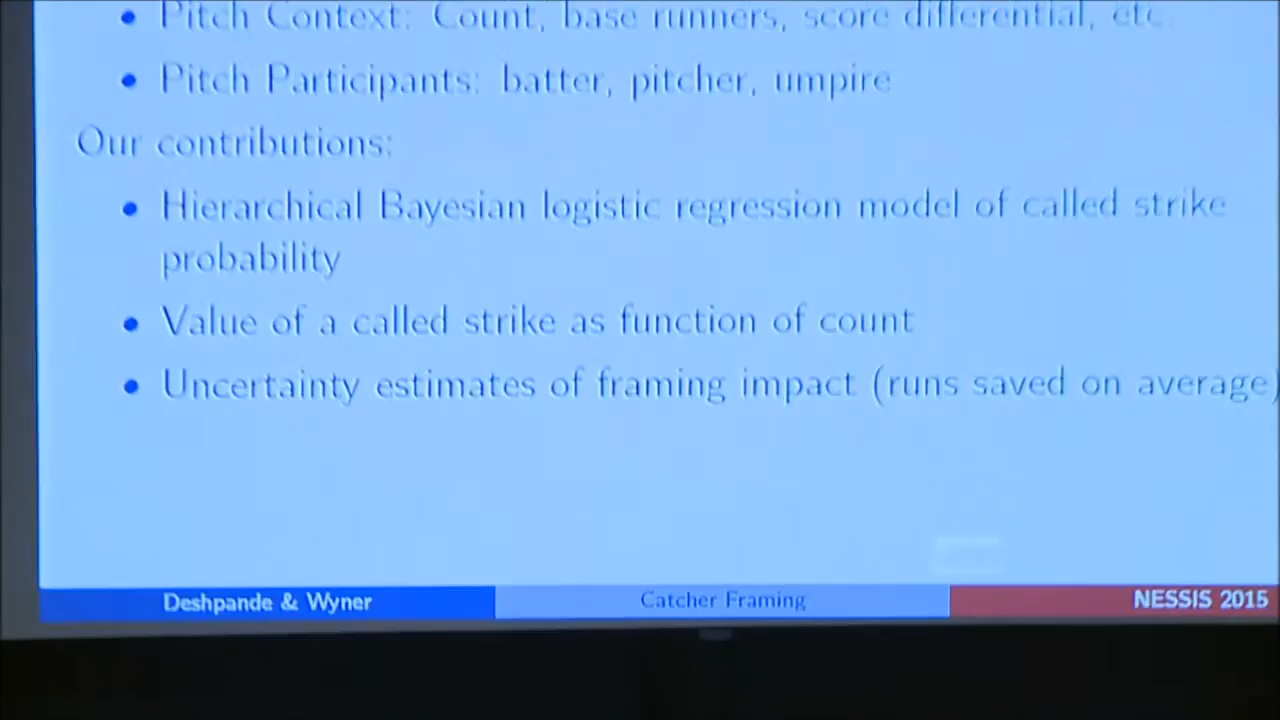 Pitch Context: Count, base runners, score differential, etc.
Pitch Participants: batter, pitcher, umpire
Our contributions:
Hierarchical Bayesian logistic regression model of called strike
probability
Value of a called strike as function of count
Uncertainty estimates of framing impact (runs saved on average)
Deshpande & Wyner
Catcher Framing
NESSIS 2015